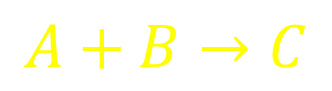 A + B → C